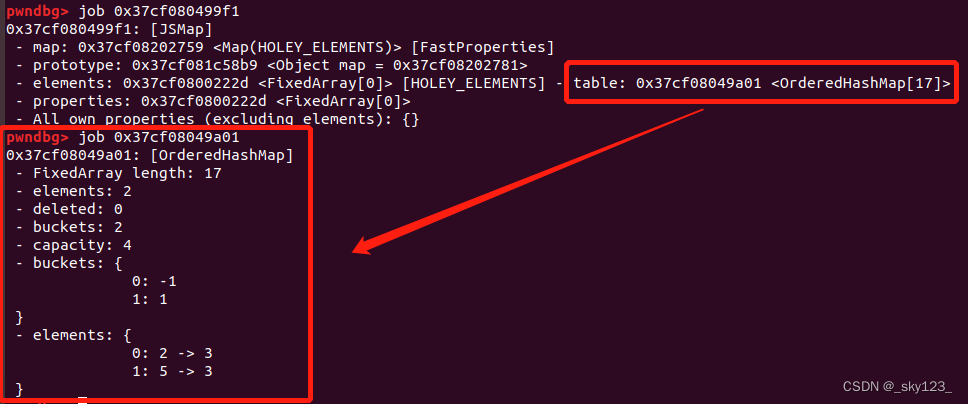 pwndbg> job 0x37cf080499f1
0x37cf080499f1: [JSMap]
- map: 0x37cf08202759 <Map(HOLEY_ELEMENTS)> [FastProperties]
- prototype: 0x37cf081c58b9 <Object map = 0x37cf08202781>
- elements: 0x37cf0800222d <FixedArray[0]> [HOLEY_ELEMENTS] - table: 0x37cf08049a01 <OrderedHashMap[17]>
- properties: 0x37cf0800222d <FixedArray[0]>
- All own properties (excluding elements): {}
pwndbg> job 0x37cf08049a01
0x37cf08049a01: [OrderedHashMap]
- FixedArray length: 17
- elements: 2
- deleted: 0
- buckets: 2
- capacity: 4
- buckets: {
0: -1
1: 1
}
- elements: {
0: 2 -> 3
1: 5 -> 3
}
CSDN @_sky123_